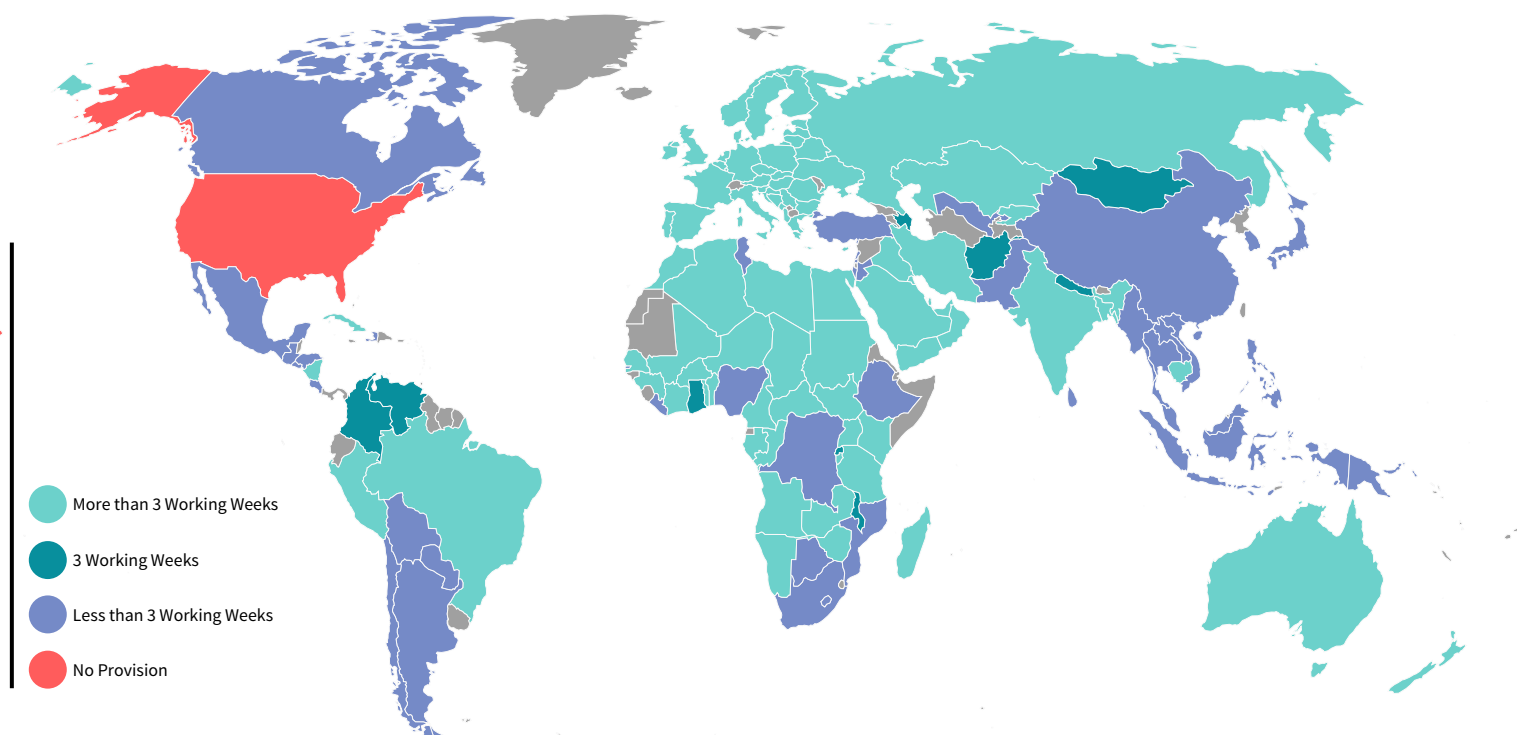 More than 3 Working Weeks
3 Working Weeks
Less than 3 Working Weeks
No Provision